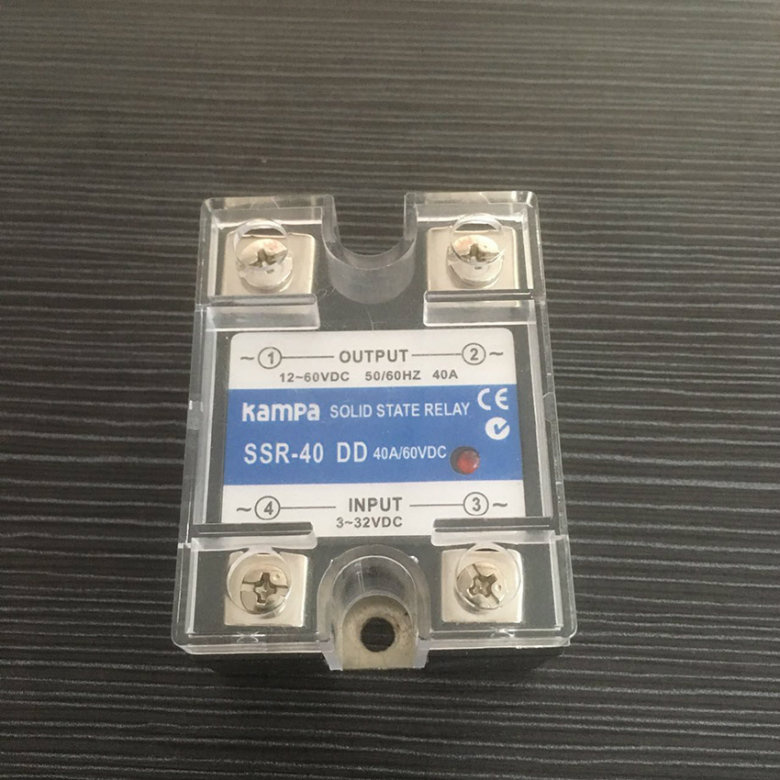 ~ 1 OUTPUT 2 ~
12~60VDC 50/60HZ 40A
KAMPA SOLID STATE RELAY CE
SSR-40 DD 40A/60VDC
~ 4 INPUT 3 ~
3~32VDC